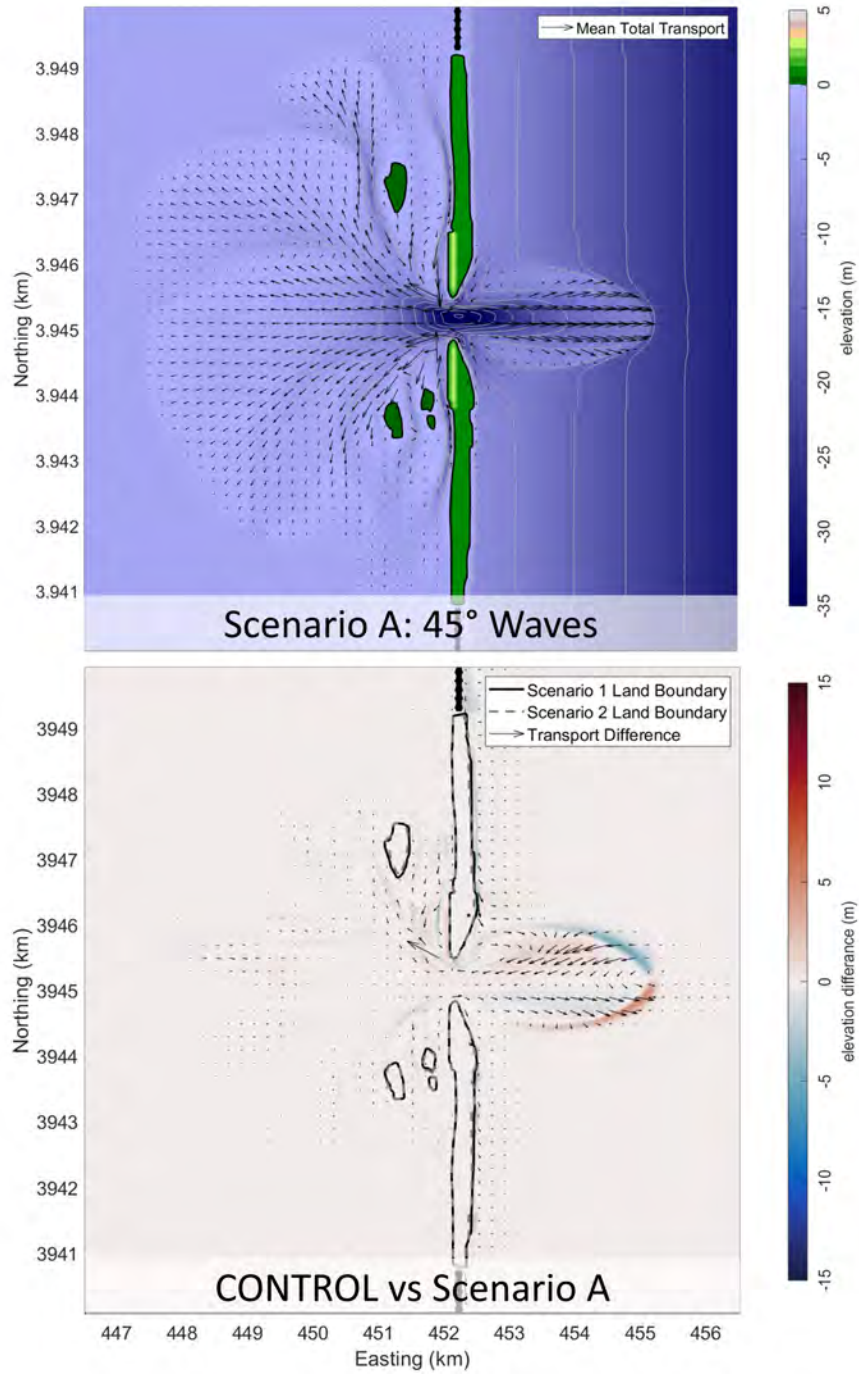 Mean Total Transport
3.949
3.948
3.947
3.946
3.945
3.944
3.943
3.942
3.941
Northing (km)
5
0
-5
-10
-15
-20
-25
-30
-35
elevation (m)
Scenario A: 45° Waves
Scenario 1 Land Boundary
Scenario 2 Land Boundary
Transport Difference
3949
3948
3947
3946
3945
3944
3943
3942
3941
Northing (km)
15
10
5
0
-5
-10
-15
elevation differance (m)
CONTROL vs Scenario A
447 448 449 450 451 452 453 454 455 456
Easting (km)